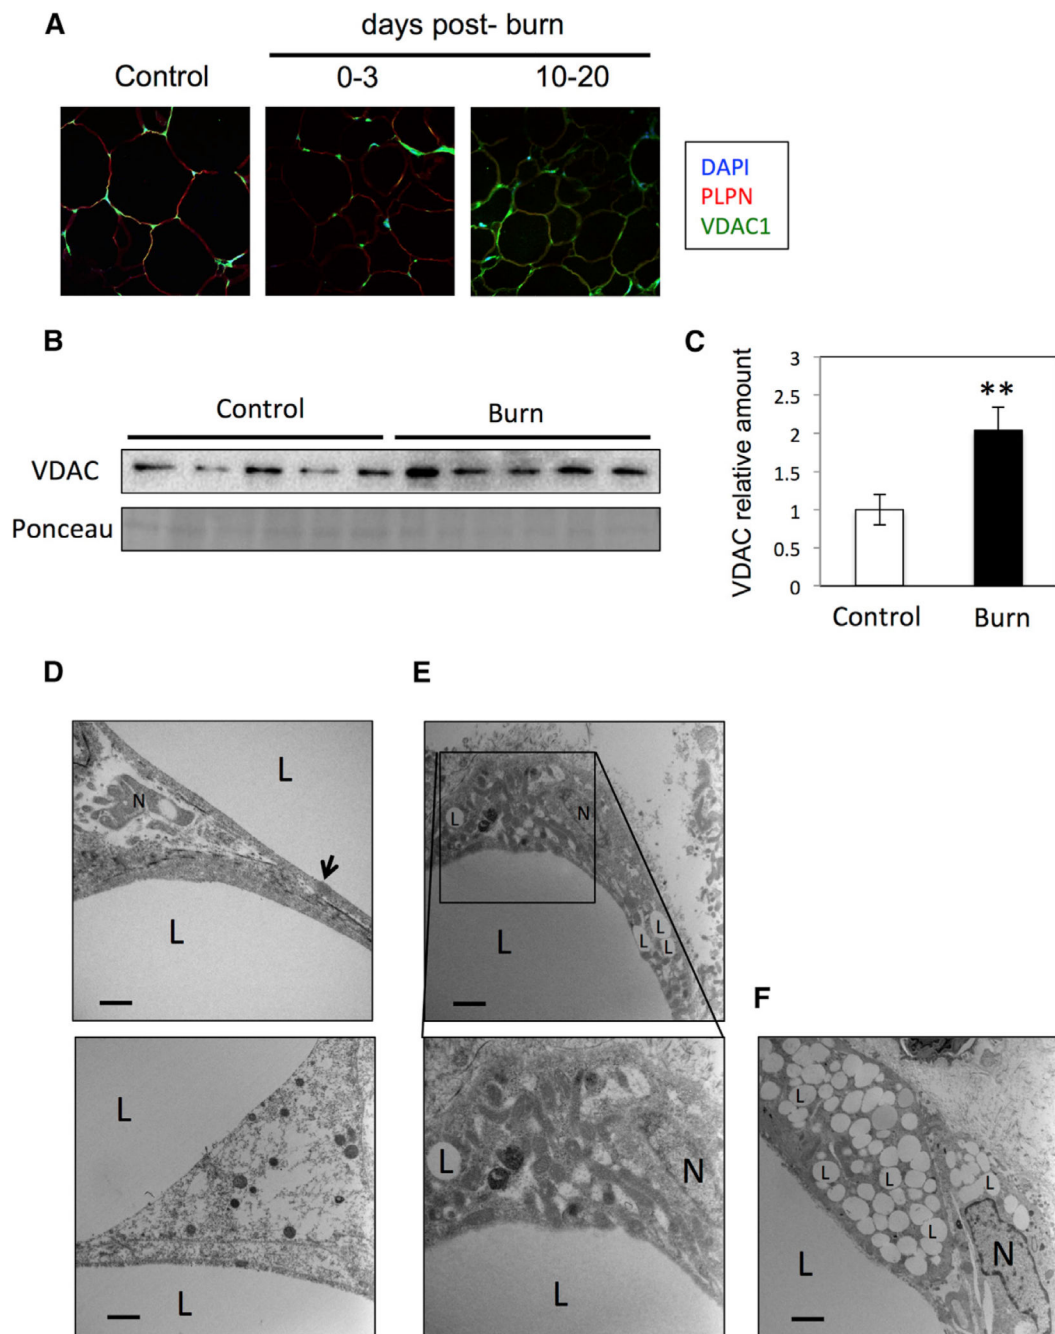 A
days post- burn
Control
0-3
10-20
DAPI
PLPN
VDAC1
B
Control
Burn
VDAC
Ponceau
C
VDAC relative amount
3
2.5
2
1.5
1
0.5
0
**
Control
Burn
D
L
N
L
L
L
E
L
N
L
L
L
L
L
N
L
F
L
L
L
L
L
L
N